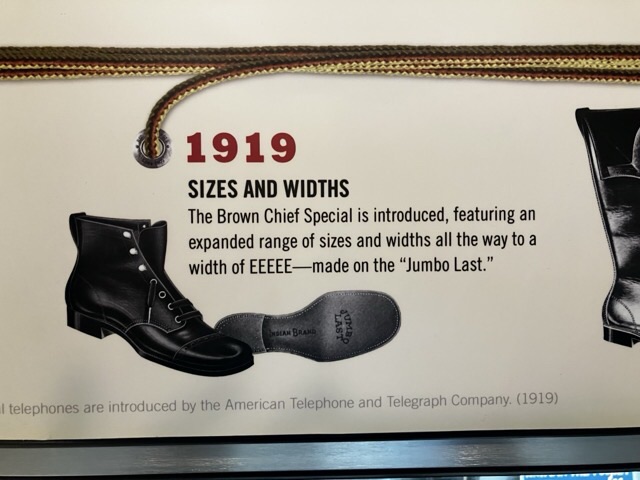 1919
SIZES AND WIDTHS
The Brown Chief Special is introduced, featuring an
expanded range of sizes and widths all the way to a
width of EEEEE—made on the “Jumbo Last.”
INDIAN BRAND
JUMBO
LAST
telephones are introduced by the American Telephone and Telegraph Company. (1919)